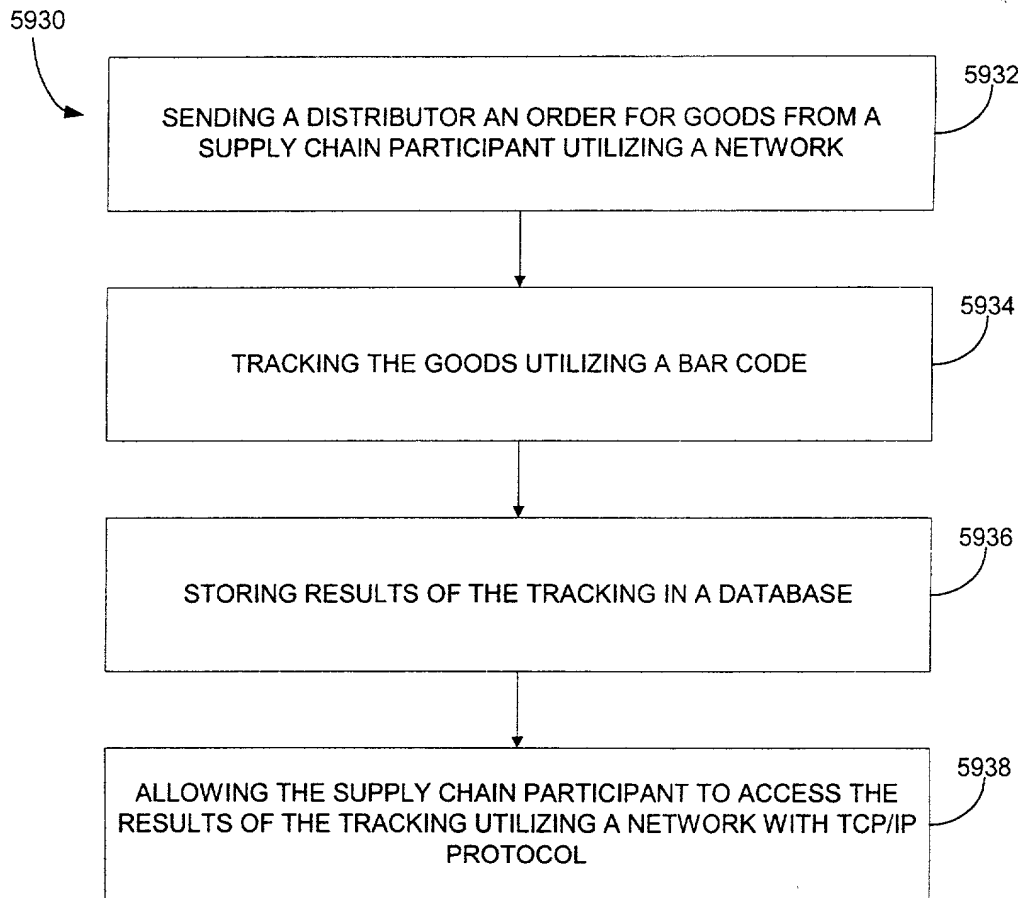 5930
5932
SENDING A DISTRIBUTOR AN ORDER FOR GOODS FROM A
SUPPLY CHAIN PARTICIPANT UTILIZING A NETWORK
5934
TRACKING THE GOODS UTILIZING A BAR CODE
5936
STORING RESULTS OF THE TRACKING IN A DATABASE
5938
ALLOWING THE SUPPLY CHAIN PARTICIPANT TO ACCESS THE
RESULTS OF THE TRACKING UTILIZING A NETWORK WITH TCP/IP
PROTOCOL